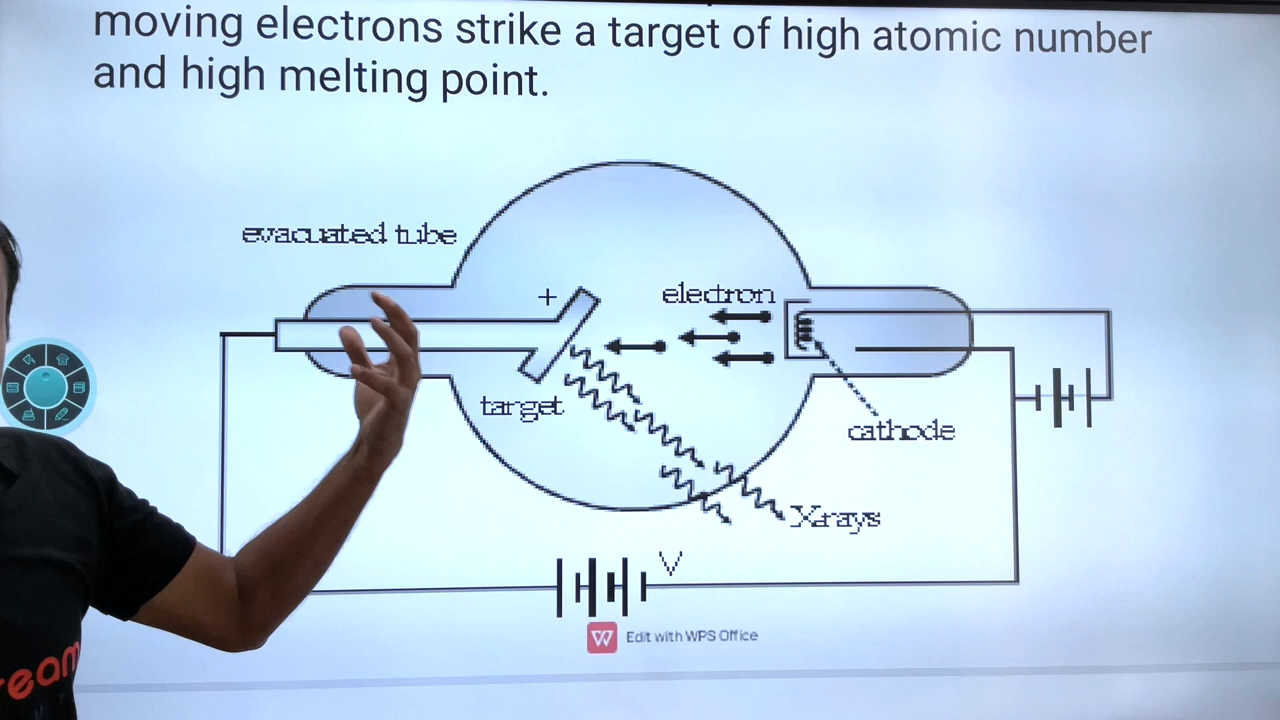 moving electrons strike a target of high atomic number
and high melting point.
evacuated tube
+
electron
target
cathode
X-rays
V
W Edit with WPS Office
eam